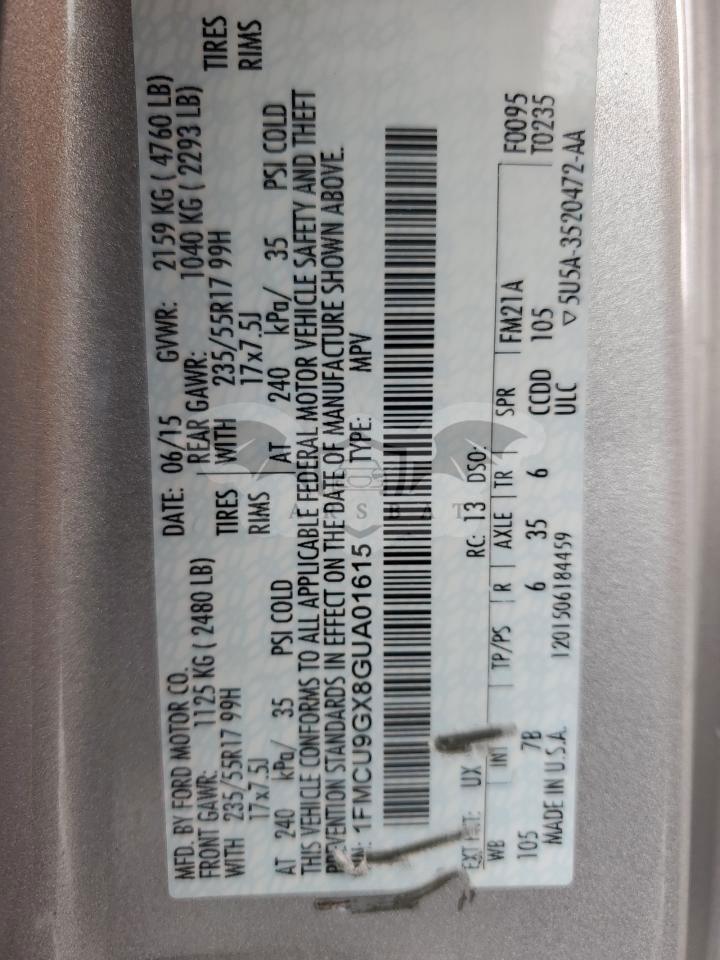 MFD. BY FORD MOTOR CO. DATE: 06/15 GVWR: 2159 KG ( 4760 LB)
FRONT GAWR: 1125 KG ( 2480 LB) REAR GAWR: 1040 KG ( 2293 LB)
WITH 235/55R17 99H TIRES WITH 235/55R17 99H TIRES
17x7.5J RIMS 17x7.5J RIMS
AT 240 kPa/ 35 PSI COLD AT 240 kPa/ 35 PSI COLD
THIS VEHICLE CONFORMS TO ALL APPLICABLE FEDERAL MOTOR VEHICLE SAFETY AND THEFT
PREVENTION STANDARDS IN EFFECT ON THE DATE OF MANUFACTURE SHOWN ABOVE.
VIN: 1FMCU9GX8GUA01615 TYPE: MPV
EXT PNT: UX RC: 13 DSO: F0095
WB INT TP/PS R AXLE TR SPR FM21A T0235
105 7B 6 35 6 CCDD 105
MADE IN U.S.A. 1201506184459 ULC ▽5U5A-3520472-AA